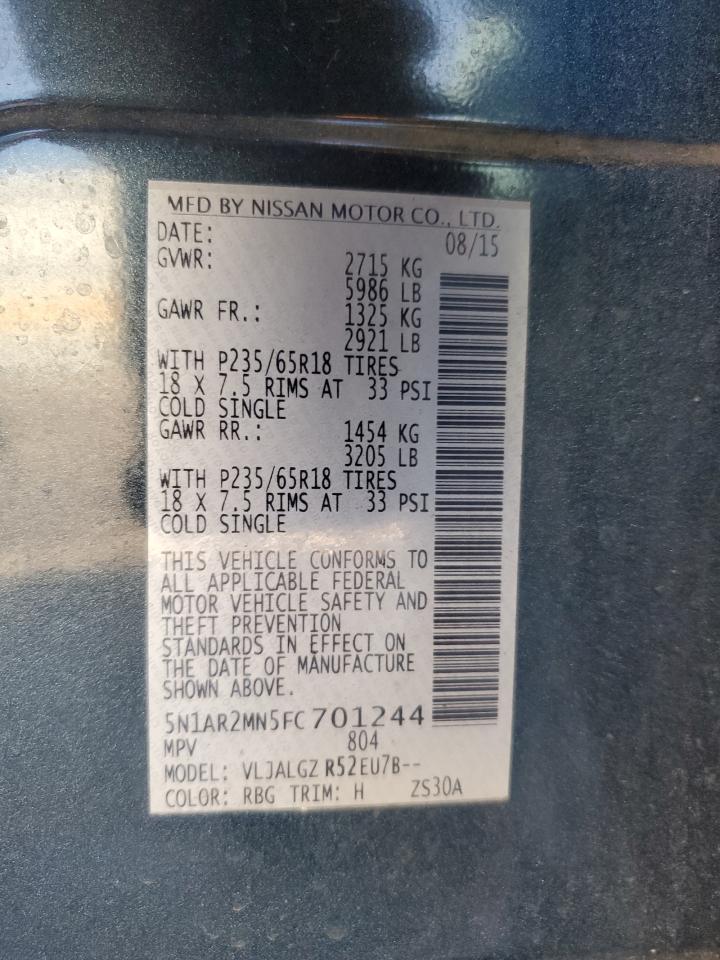 MFD BY NISSAN MOTOR CO., LTD.
DATE: 08/15
GVWR: 2715 KG
5986 LB
GAWR FR.: 1325 KG
2921 LB
WITH P235/65R18 TIRES
18 X 7.5 RIMS AT 33 PSI
COLD SINGLE
GAWR RR.: 1454 KG
3205 LB
WITH P235/65R18 TIRES
18 X 7.5 RIMS AT 33 PSI
COLD SINGLE
THIS VEHICLE CONFORMS TO
ALL APPLICABLE FEDERAL
MOTOR VEHICLE SAFETY AND
THEFT PREVENTION
STANDARDS IN EFFECT ON
THE DATE OF MANUFACTURE
SHOWN ABOVE.
5N1AR2MN5FC701244
MPV 804
MODEL: VLJALGZ R52EU7B--
COLOR: RBG TRIM: H ZS30A